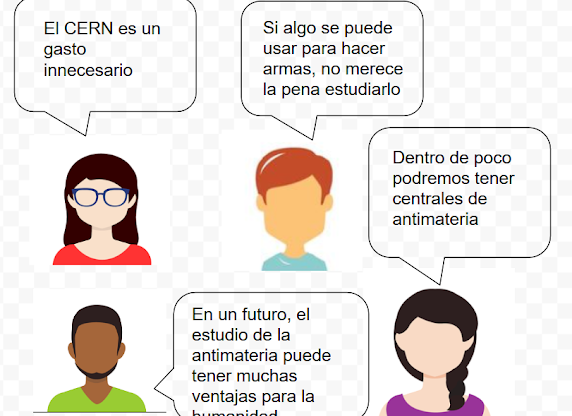 El CERN es un
gasto
innecesario
Si algo se puede
usar para hacer
armas, no merece
la pena estudiarlo
Dentro de poco
podremos tener
centrales de
antimateria
En un futuro, el
estudio de la
antimateria puede
tener muchas
ventajas para la
humanidad